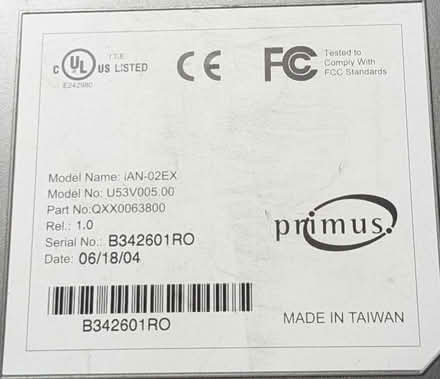 I.T.E.
C UL US LISTED
E242980
CE
FC Tested to
Comply With
FCC Standards
Model Name: iAN-02EX
Model No: U53V005.00
Part No:QXX0063800
Rel.: 1.0
Serial No.: B342601RO
Date: 06/18/04
primus.
B342601RO
MADE IN TAIWAN